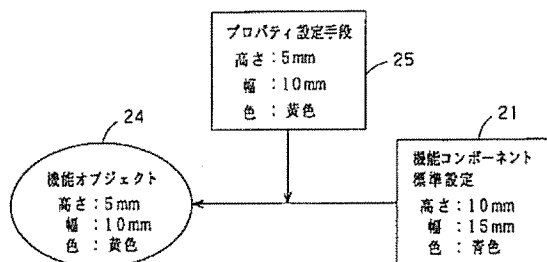 プロパティ設定手段
高さ:5mm
幅:10mm
色:黄色
25
24
機能オブジェクト
高さ:5mm
幅:10mm
色:黄色
21
機能コンポーネント
標準設定
高さ:10mm
幅:15mm
色:青色